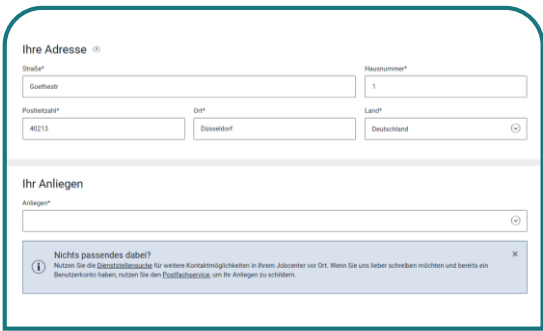 Ihre Adresse
Straße*
Hausnummer*
Goethestr
1
Postleitzahl*
Ort*
Land*
40213
Düsseldorf
Deutschland
Ihr Anliegen
Anliegen*
Nichts passendes dabei?
Nutzen Sie die Dienststellensuche für weitere Kontaktmöglichkeiten in Ihrem Jobcenter vor Ort. Wenn Sie uns lieber schreiben möchten und bereits ein
Benutzerkonto haben, nutzen Sie den Postfachservice, um Ihr Anliegen zu schildern.